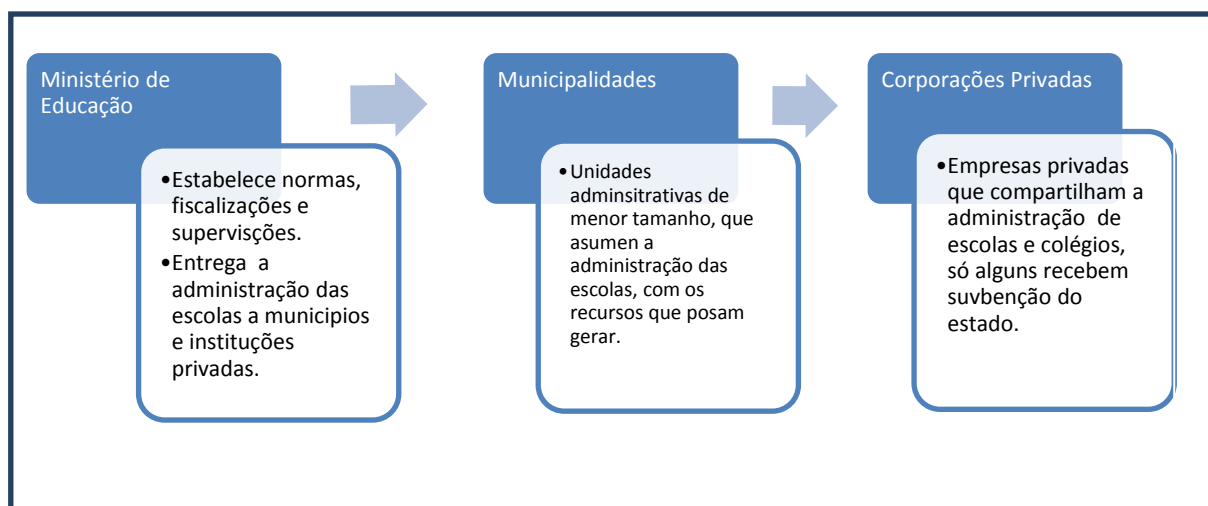 Ministério de
Educação
•Estabelece normas,
fiscalizações e
supervisções.
•Entrega a
administração das
escolas a municipios
e instituções
privadas.
Municipalidades
•Unidades
adminsitrativas de
menor tamanho, que
asumen a
administração das
escolas, com os
recursos que posam
gerar.
Corporações Privadas
•Empresas privadas
que compartilham a
administração de
escolas e colégios,
só alguns recebem
suvbenção do
estado.